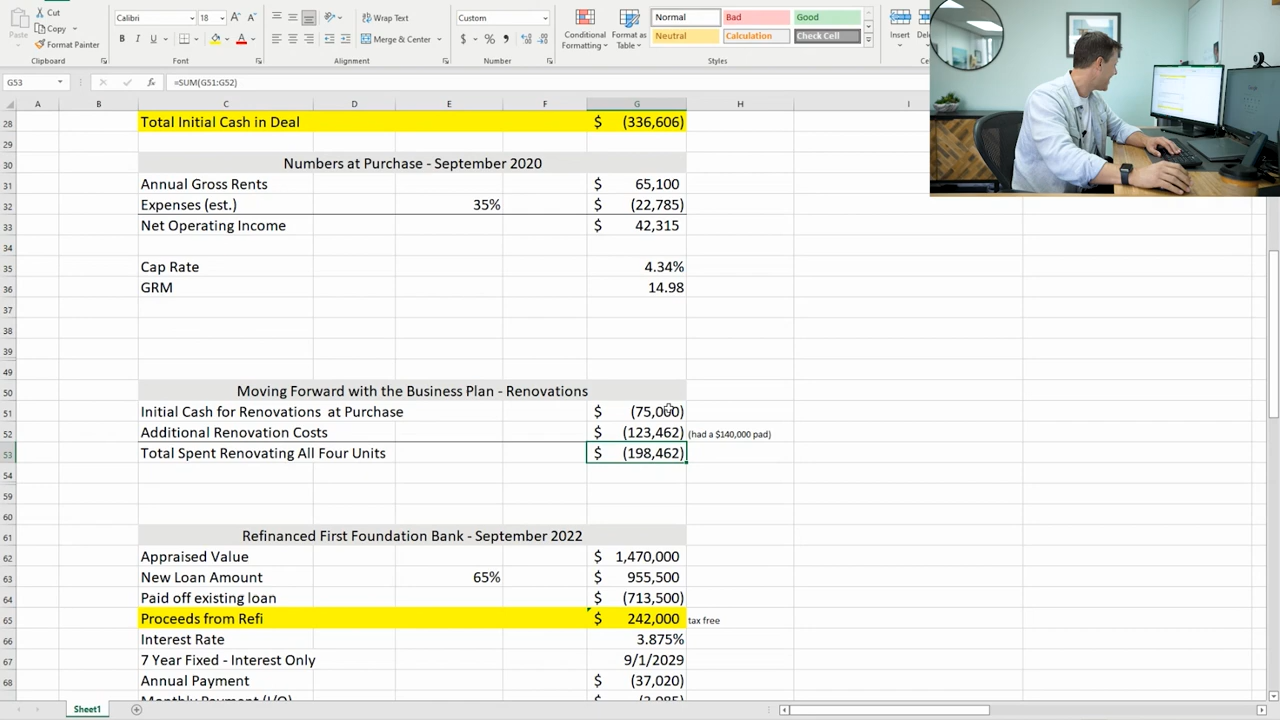 Cut
Calibri
18
Wrap Text
Custom
Normal
Bad
Good
Copy
Paste
Format Painter
B I U
Merge & Center
$ %
Conditional Formatting
Format as Table
Neutral
Calculation
Check Cell
Insert
Clipboard
Font
Alignment
Number
Styles
G53
fx
=SUM(G51:G52)
A B C D E F G H I
28 Total Initial Cash in Deal $ (336,606)
29
30 Numbers at Purchase - September 2020
31 Annual Gross Rents $ 65,100
32 Expenses (est.) 35% $ (22,785)
33 Net Operating Income $ 42,315
34
35 Cap Rate 4.34%
36 GRM 14.98
37
38
39
49
50 Moving Forward with the Business Plan - Renovations
51 Initial Cash for Renovations at Purchase $ (75,000)
52 Additional Renovation Costs $ (123,462) (had a $140,000 pad)
53 Total Spent Renovating All Four Units $ (198,462)
54
59
60
61 Refinanced First Foundation Bank - September 2022
62 Appraised Value $ 1,470,000
63 New Loan Amount 65% $ 955,500
64 Paid off existing loan $ (713,500)
65 Proceeds from Refi $ 242,000 tax free
66 Interest Rate 3.875%
67 7 Year Fixed - Interest Only 9/1/2029
68 Annual Payment $ (37,020)
Sheet1